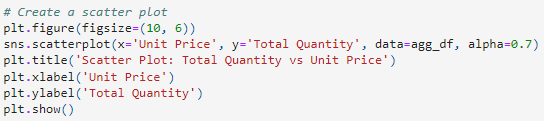 # Create a scatter plot
plt.figure(figsize=(10, 6))
sns.scatterplot(x='Unit Price', y='Total Quantity', data=agg_df, alpha=0.7)
plt.title('Scatter Plot: Total Quantity vs Unit Price')
plt.xlabel('Unit Price')
plt.ylabel('Total Quantity')
plt.show()